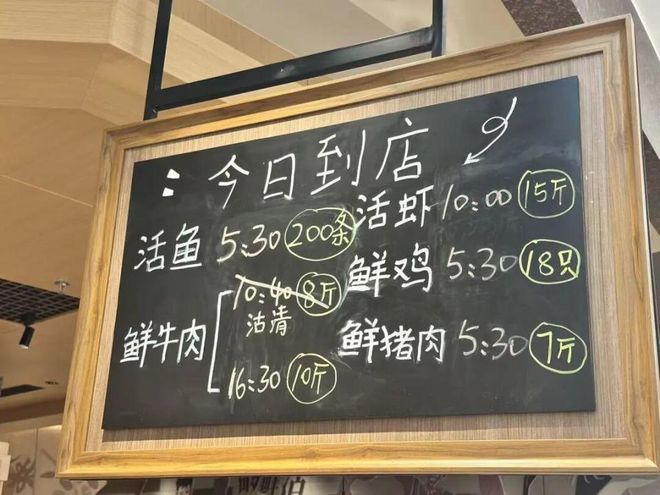 : 今日到店
活鱼 5:30 200条
鲜牛肉 10:40 8斤
沽清
16:30 10斤
活虾 10:00 15斤
鲜鸡 5:30 18只
鲜猪肉 5:30 7斤